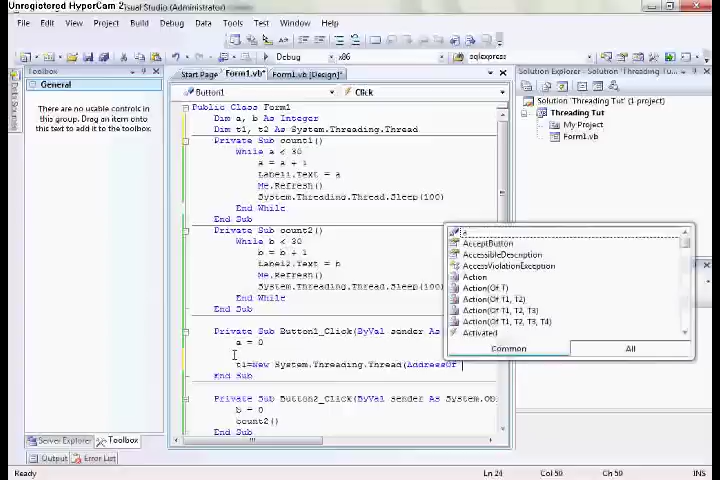 Unregistered HyperCam 2
Visual Studio (Administrator)
File Edit View Project Build Debug Data Tools Test Window Help
Debug x86 sqlexpress
Toolbox
General
There are no usable controls in
this group. Drag an item onto
this text to add it to the toolbox.
Data Sources
Start Page Form1.vb* Form1.vb [Design]*
Button1 Click
Public Class Form1
Dim a, b As Integer
Dim t1, t2 As System.Threading.Thread
Private Sub count1()
While a < 30
a = a + 1
Label1.Text = a
Me.Refresh()
System.Threading.Thread.Sleep(100)
End While
End Sub
Private Sub count2()
While b < 30
b = b + 1
Label2.Text = b
Me.Refresh()
System.Threading.Thread.Sleep(100)
End While
End Sub
Private Sub Button1_Click(ByVal sender As
a = 0
t1=New System.Threading.Thread(AddressOf
End Sub
Private Sub Button2_Click(ByVal sender As System.Ob
b = 0
count2()
End Sub
a
AcceptButton
AccessibleDescription
AccessViolationException
Action
Action(Of T)
Action(Of T1, T2)
Action(Of T1, T2, T3)
Action(Of T1, T2, T3, T4)
Activated
Common All
Solution Explorer - Solution
Solution 'Threading Tut' (1 project)
Threading Tut
My Project
Form1.vb
Server Explorer Toolbox
Output Error List
Ready Ln 24 Col 50 Ch 50